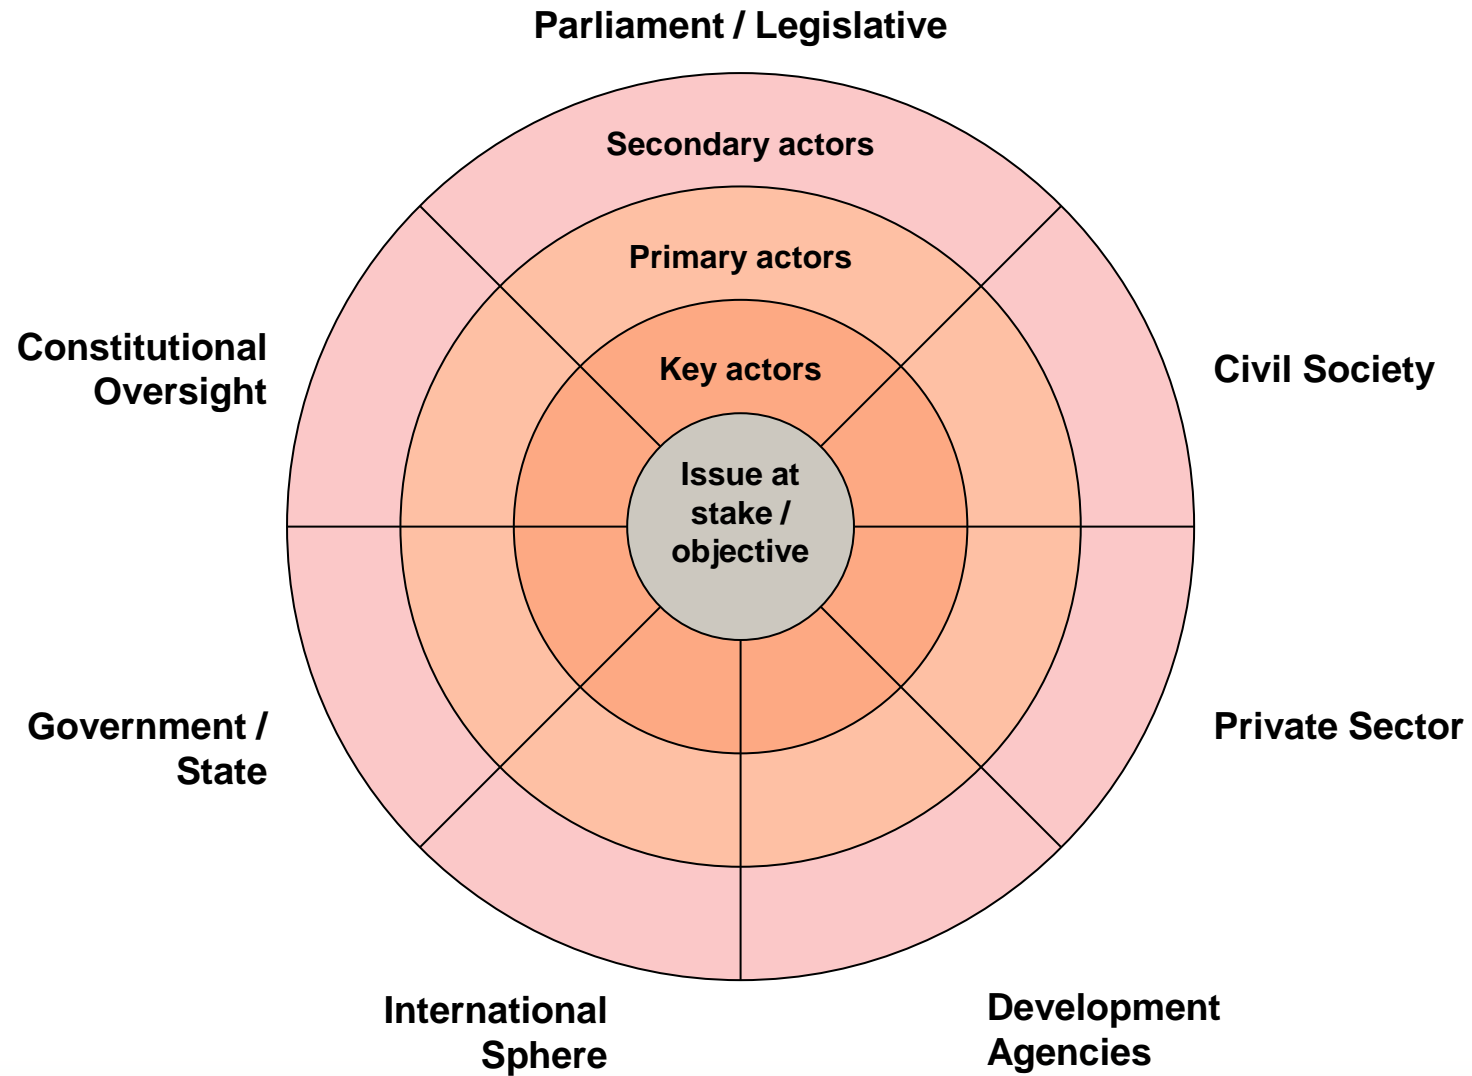 Parliament / Legislative
Secondary actors
Primary actors
Key actors
Constitutional
Oversight
Civil Society
Issue at
stake /
objective
Government /
State
Private Sector
International
Sphere
Development
Agencies